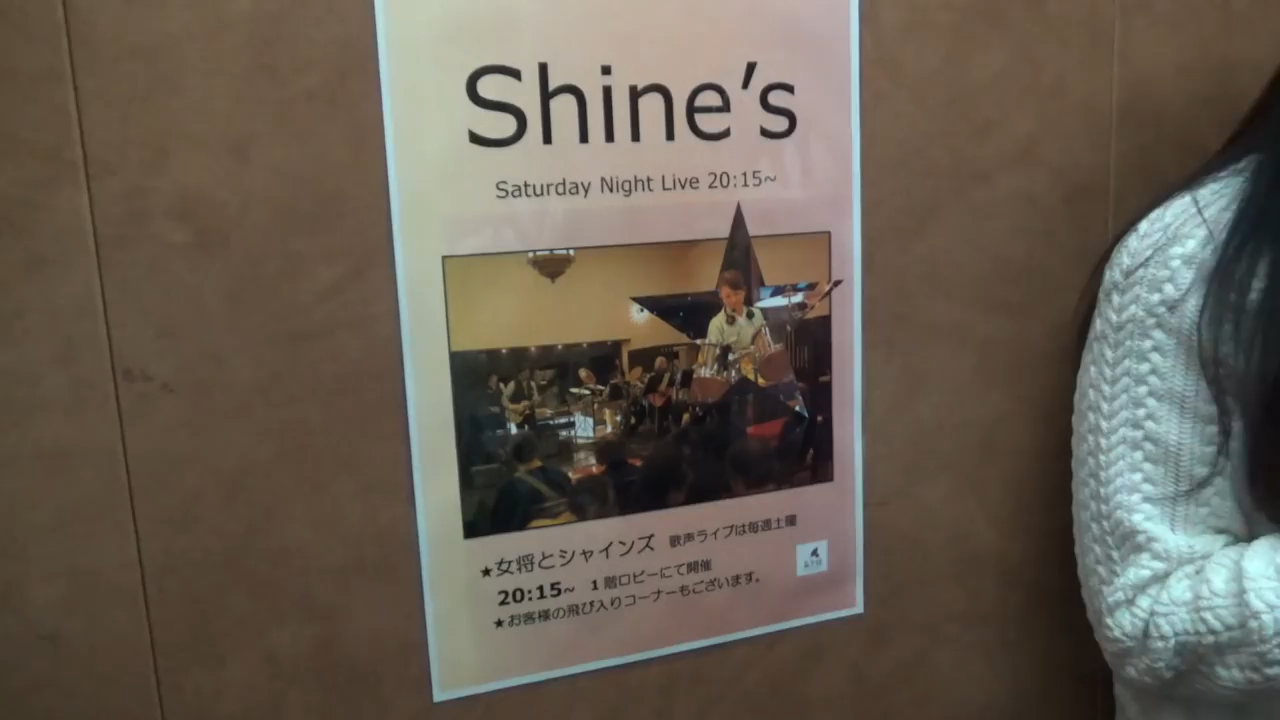 Shine's
Saturday Night Live 20:15~
★女将とシャインズ 歌声ライブは毎週土曜
20:15~ 1階ロビーにて開催
★お客様の飛び入りコーナーもございます。